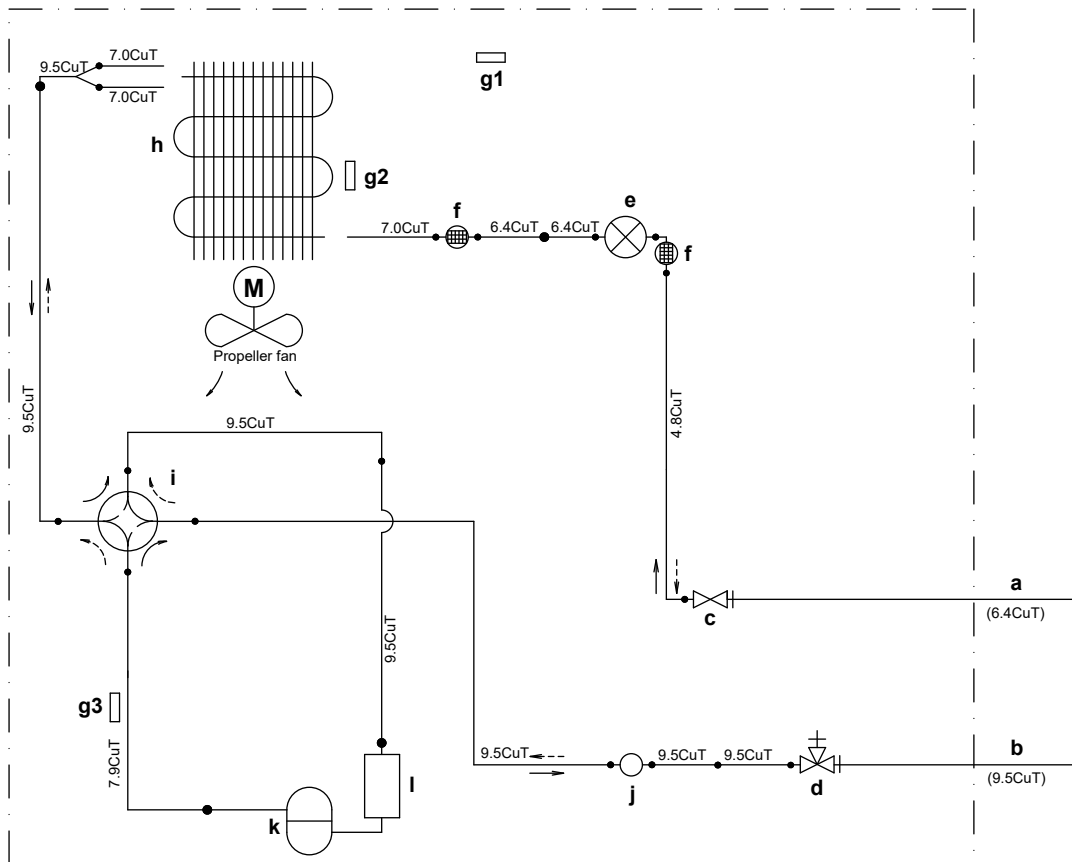 7.0CuT
9.5CuT
7.0CuT
g1
h
g2
e
f
7.0CuT
6.4CuT
6.4CuT
f
M
Propeller fan
9.5CuT
9.5CuT
4.8CuT
i
a
(6.4CuT)
c
9.5CuT
g3
7.9CuT
9.5CuT
9.5CuT
9.5CuT
b
(9.5CuT)
l
j
d
k